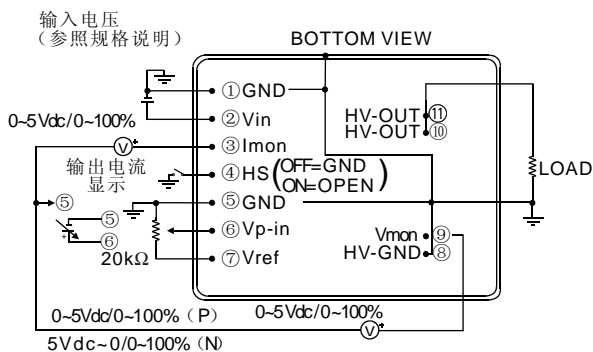 输入电压
（参照规格说明）
BOTTOM VIEW
①GND
②Vin
0~5Vdc/0~100%
V
③Imon
输出电流
显示
④HS(OFF=GND
ON=OPEN)
⑤
⑤GND
⑤
⑥
⑥Vp-in
20kΩ
⑦Vref
HV-OUT⑪
HV-OUT⑩
LOAD
Vmon ⑨
HV-GND⑧
0~5Vdc/0~100%（P）
0~5Vdc/0~100%
V
5Vdc~0/0~100%（N）